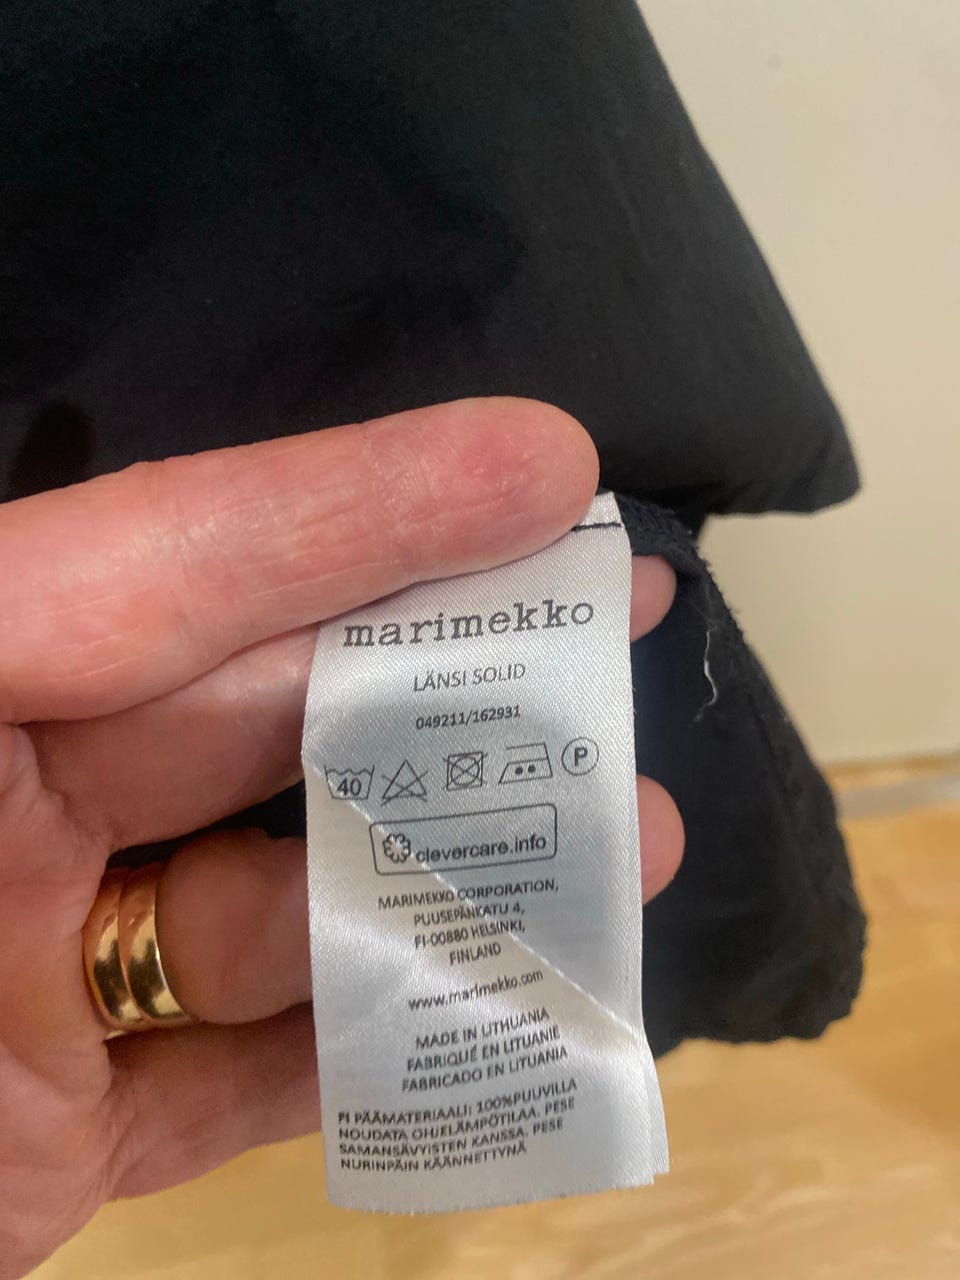 marimekko
LÄNSI SOLID
049211/162931
40 P
clevercare.info
MARIMEKKO CORPORATION,
PUUSEPÄNKATU 4,
FI-00880 HELSINKI,
FINLAND
www.marimekko.com
MADE IN LITHUANIA
FABRIQUÉ EN LITUANIE
FABRICADO EN LITUANIA
FI PÄÄMATERIAALI: 100%PUUVILLA
NOUDATA OHJELÄMPÖTILAA. PESE
SAMANSÄVYISTEN KANSSA. PESE
NURINPÄIN KÄÄNNETTYNÄ